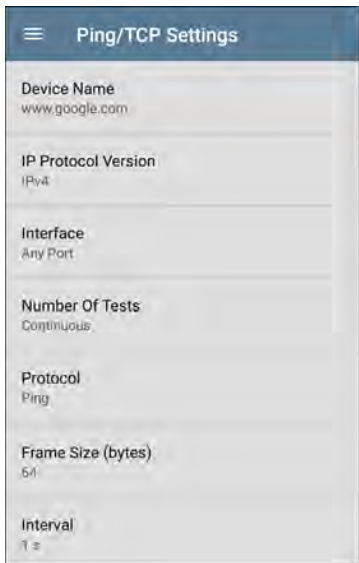 Ping/TCP Settings
Device Name
www.google.com
IP Protocol Version
IPv4
Interface
Any Port
Number Of Tests
Continuous
Protocol
Ping
Frame Size (bytes)
64
Interval
1 s